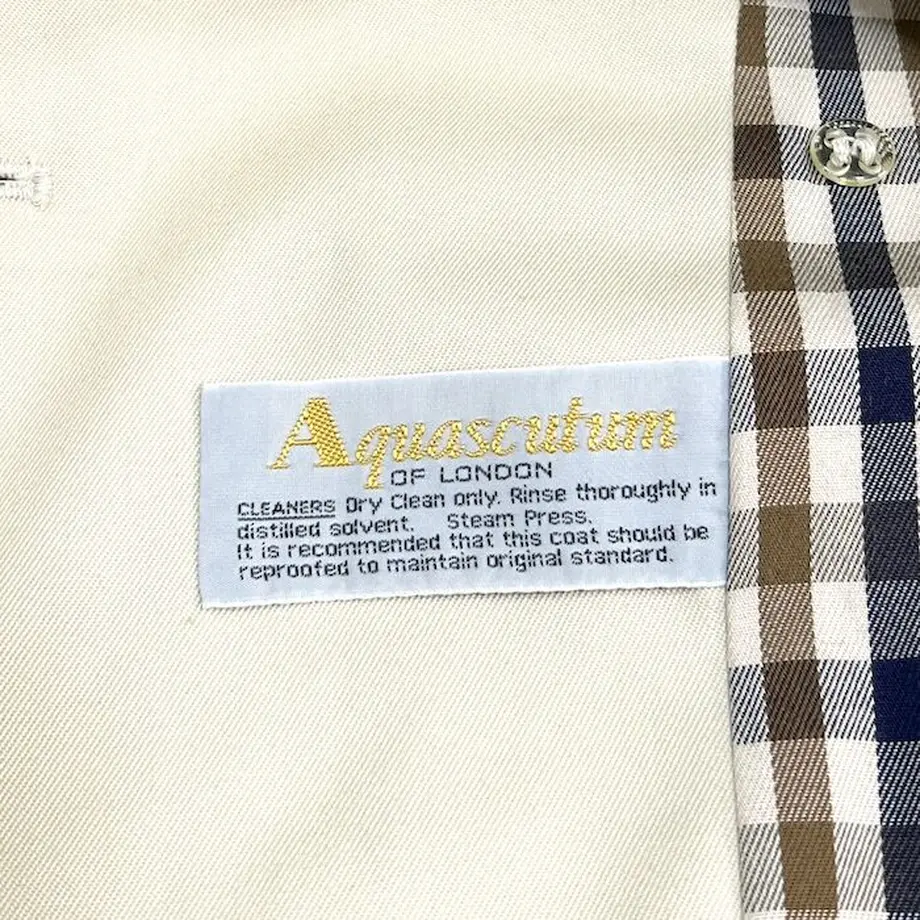 Aquascutum
OF LONDON
CLEANERS Dry Clean only. Rinse thoroughly in
distilled solvent. Steam Press.
It is recommended that this coat should be
reproofed to maintain original standard.